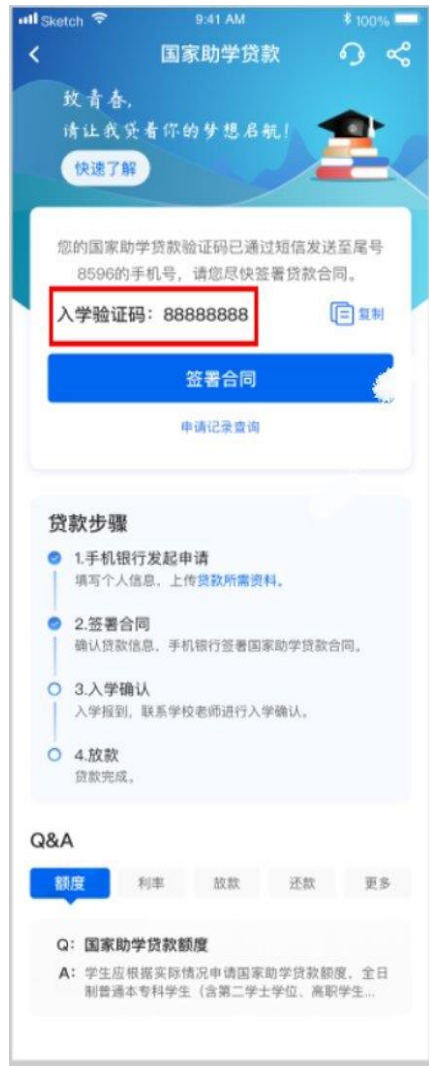 Sketch 9:41 AM 100%
国家助学贷款
致青春,
请让我贷看你的梦想启航!
快速了解
您的国家助学贷款验证码已通过短信发送至尾号
8596的手机号，请您尽快签署贷款合同。
入学验证码：88888888 复制
签署合同
申请记录查询
贷款步骤
1.手机银行发起申请
填写个人信息，上传贷款所需资料。
2.签署合同
确认贷款信息，手机银行签署国家助学贷款合同。
3.入学确认
入学报到，联系学校老师进行入学确认。
4.放款
贷款完成。
Q&A
额度 利率 放款 还款 更多
Q：国家助学贷款额度
A：学生应根据实际情况申请国家助学贷款额度，全日
制普通本专科学生（含第二学士学位、高职学生...